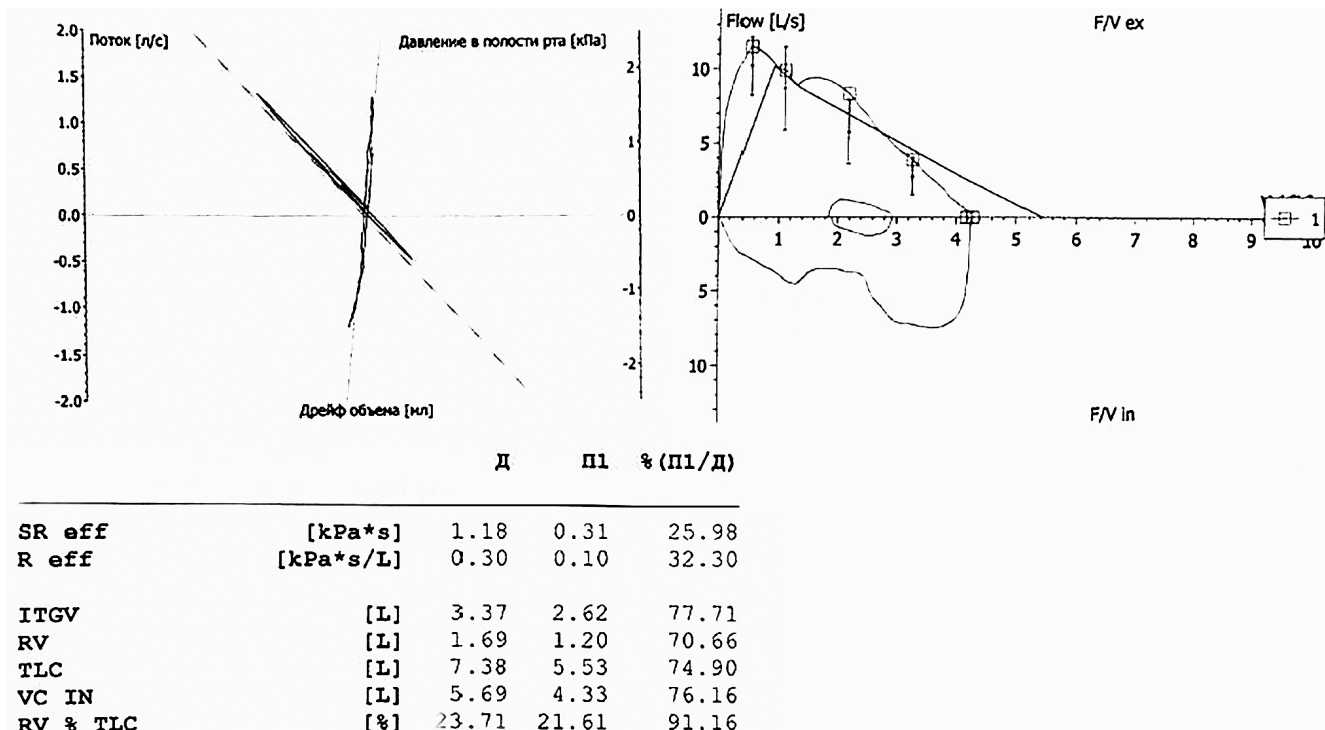 Поток [л/с] Давление в полости рта [кПа]
2.0
1.5
1.0
0.5
0.0
-0.5
-1.0
-1.5
-2.0
2
1
0
-1
-2
Дрейф объема [мл]
Flow [L/s] F/V ex
10
5
0
5
10
1 2 3 4 5 6 7 8 9 10
1
F/V in
Д П1 %(П1/Д)
SR eff [kPa*s] 1.18 0.31 25.98
R eff [kPa*s/L] 0.30 0.10 32.30
ITGV [L] 3.37 2.62 77.71
RV [L] 1.69 1.20 70.66
TLC [L] 7.38 5.53 74.90
VC IN [L] 5.69 4.33 76.16
RV % TLC [%] 23.71 21.61 91.16